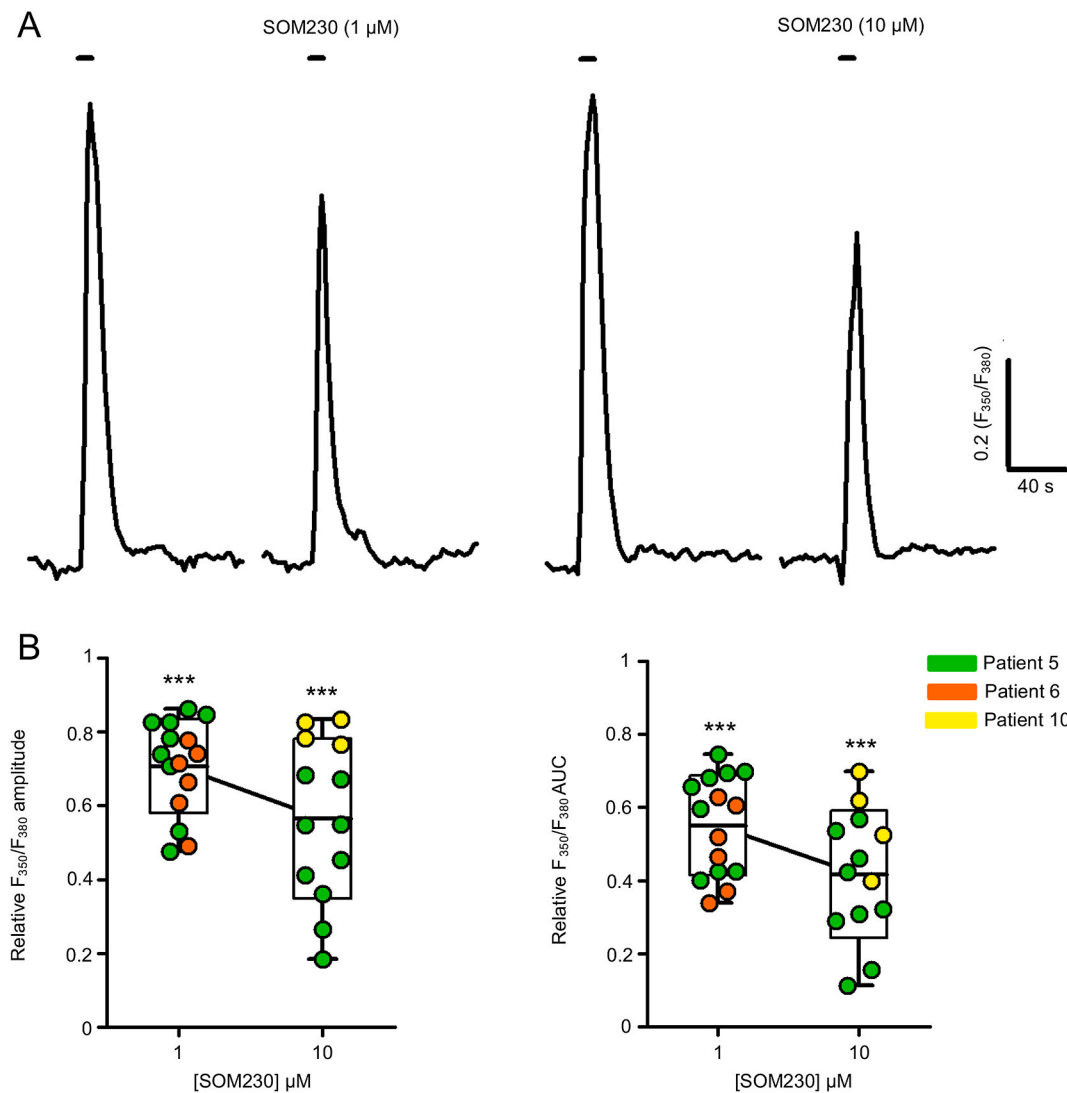 A
SOM230 (1 µM)
SOM230 (10 µM)
0.2 (F350/F380)
40 s
B
Relative F350/F380 amplitude
1
0.8
0.6
0.4
0.2
0
***
***
1
10
[SOM230] µM
Relative F350/F380 AUC
1
0.8
0.6
0.4
0.2
0
***
***
1
10
[SOM230] µM
Patient 5
Patient 6
Patient 10